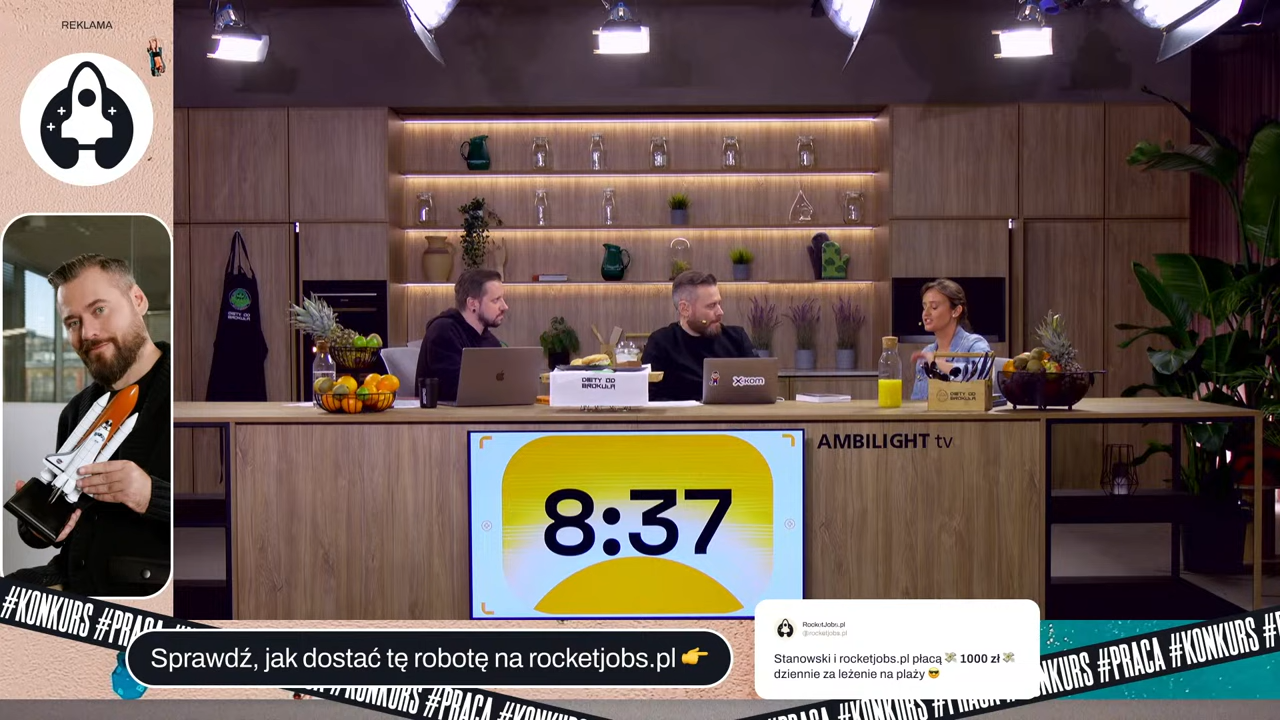 REKLAMA
DIETY OD
BROKUŁA
DIETY OD
BROKUŁA
x-kom
DIETY OD
BROKUŁA
AMBILIGHT tv
8:37
#KONKURS #PRACA
Sprawdź, jak dostać tę robotę na rocketjobs.pl 👉
RocketJobs.pl
@rocketjobs.pl
Stanowski i rocketjobs.pl płacą 💸 1000 zł 💸
dziennie za leżenie na plaży 😎
#KONKURS #PRACA #KONKURS
#KONKURS #PRACA #KONKURS #
#PRACA #KONKURS